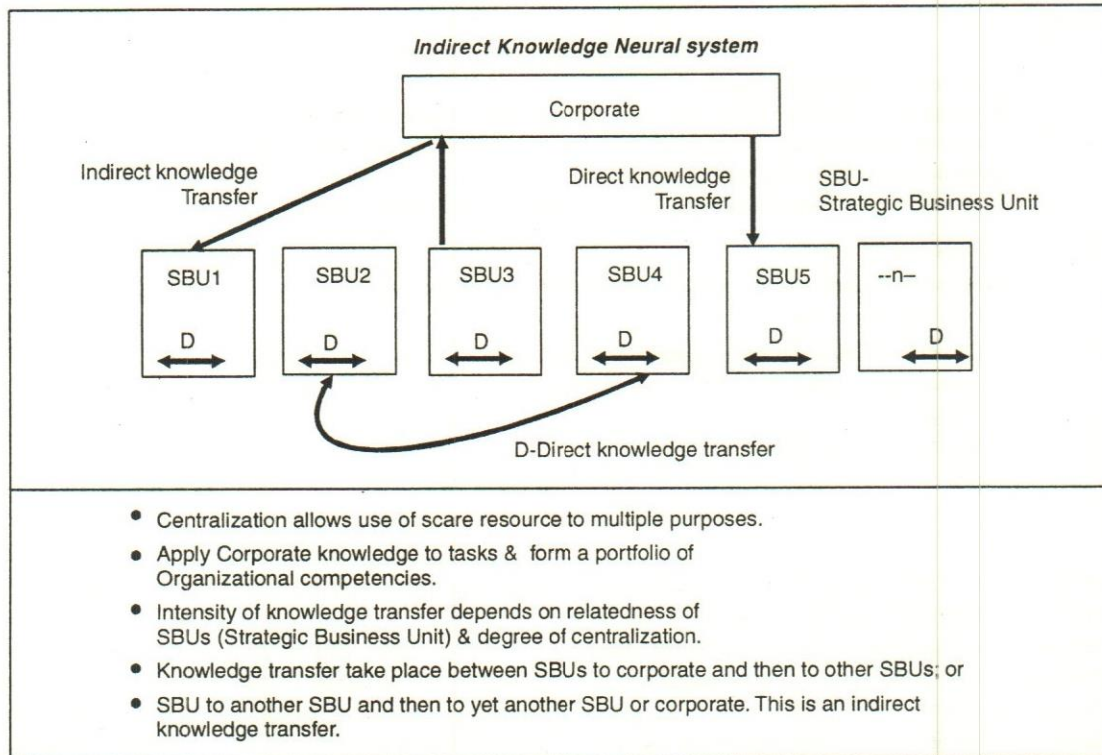 Indirect Knowledge Neural system
Corporate
Indirect knowledge
Transfer
Direct knowledge
Transfer
SBU-
Strategic Business Unit
SBU1
SBU2
SBU3
SBU4
SBU5
--n–
D
D
D
D
D
D
D-Direct knowledge transfer
• Centralization allows use of scare resource to multiple purposes.
• Apply Corporate knowledge to tasks & form a portfolio of
Organizational competencies.
• Intensity of knowledge transfer depends on relatedness of
SBUs (Strategic Business Unit) & degree of centralization.
• Knowledge transfer take place between SBUs to corporate and then to other SBUs; or
• SBU to another SBU and then to yet another SBU or corporate. This is an indirect
knowledge transfer.